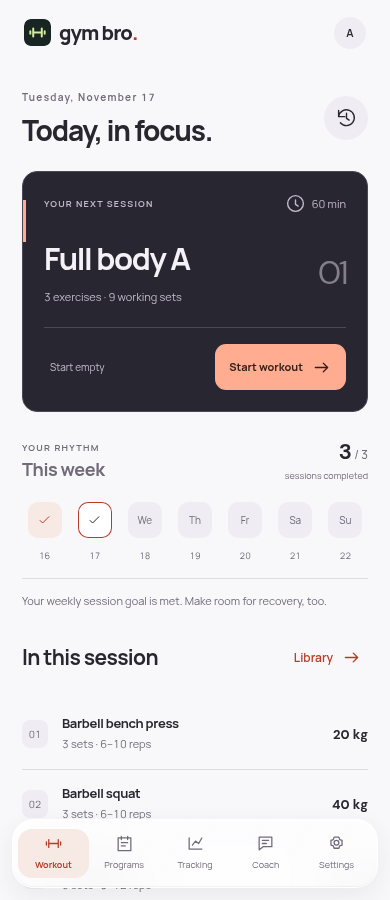 gym bro.
A
Tuesday, November 17
Today, in focus.
YOUR NEXT SESSION
60 min
Full body A
01
3 exercises · 9 working sets
Start empty
Start workout
YOUR RHYTHM
This week
3 / 3
sessions completed
We
Th
Fr
Sa
Su
16
17
18
19
20
21
22
Your weekly session goal is met. Make room for recovery, too.
In this session
Library
01
Barbell bench press
3 sets · 6–10 reps
20 kg
02
Barbell squat
3 sets · 6–10 reps
40 kg
Workout
Programs
Tracking
Coach
Settings